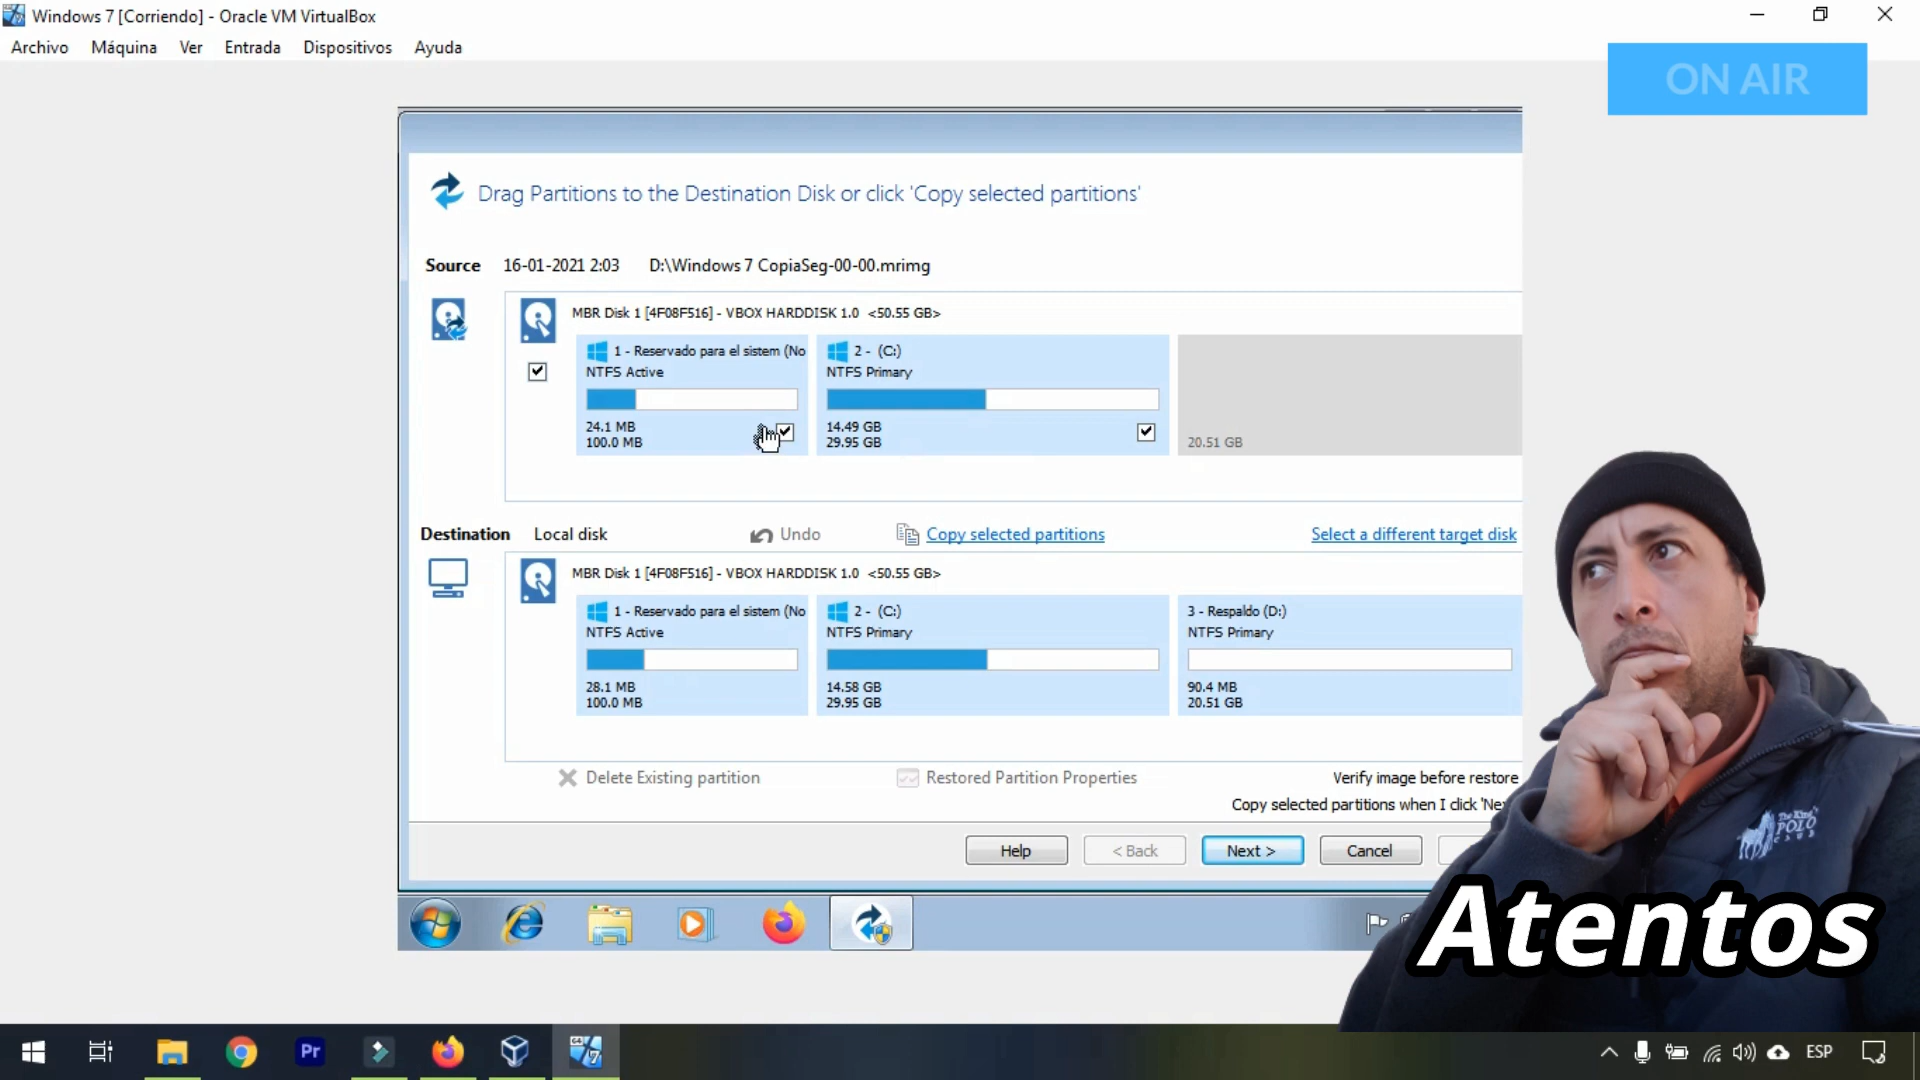 Windows 7 [Corriendo] - Oracle VM VirtualBox
Archivo Máquina Ver Entrada Dispositivos Ayuda
ON AIR
Drag Partitions to the Destination Disk or click 'Copy selected partitions'
Source 16-01-2021 2:03 D:\Windows 7 CopiaSeg-00-00.mrimg
MBR Disk 1 [4F08F516] - VBOX HARDDISK 1.0 <50.55 GB>
1 - Reservado para el sistem (No 2 - (C:)
NTFS Active NTFS Primary
24.1 MB 14.49 GB
100.0 MB 29.95 GB 20.51 GB
Destination Local disk Undo Copy selected partitions Select a different target disk
MBR Disk 1 [4F08F516] - VBOX HARDDISK 1.0 <50.55 GB>
1 - Reservado para el sistem (No 2 - (C:) 3 - Respaldo (D:)
NTFS Active NTFS Primary NTFS Primary
28.1 MB 14.58 GB 90.4 MB
100.0 MB 29.95 GB 20.51 GB
Delete Existing partition Restored Partition Properties Verify image before restore
Copy selected partitions when I click 'Ne
Help < Back Next > Cancel
The King's
POLO
CLUB
Atentos
Pr
64
7
ESP